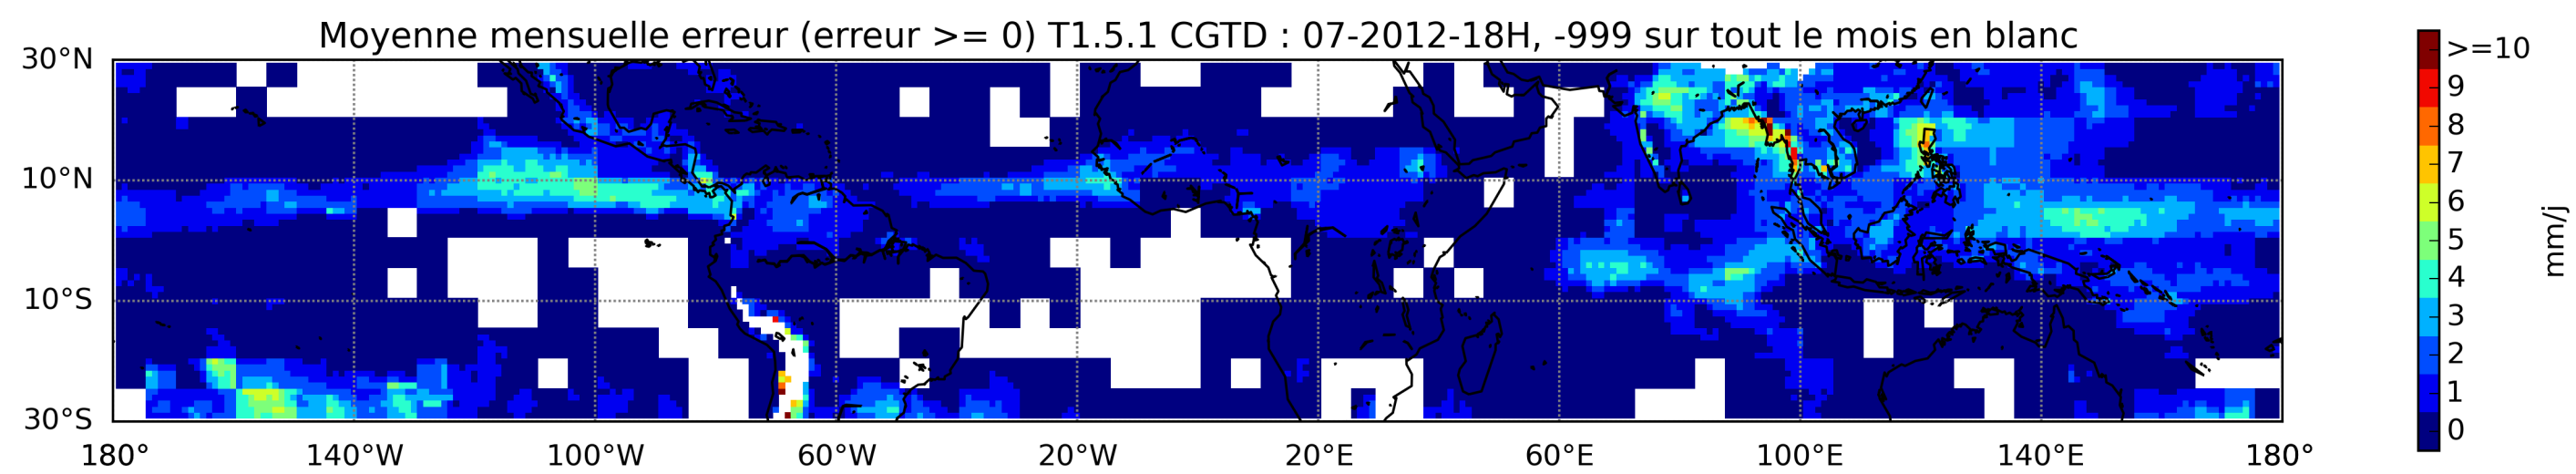 Moyenne mensuelle erreur (erreur >= 0) T1.5.1 CGTD : 07-2012-18H, -999 sur tout le mois en blanc
30°N
10°N
10°S
30°S
180° 140°W 100°W 60°W 20°W 20°E 60°E 100°E 140°E 180°
>=10
9
8
7
6
5
4
3
2
1
0
mm/j